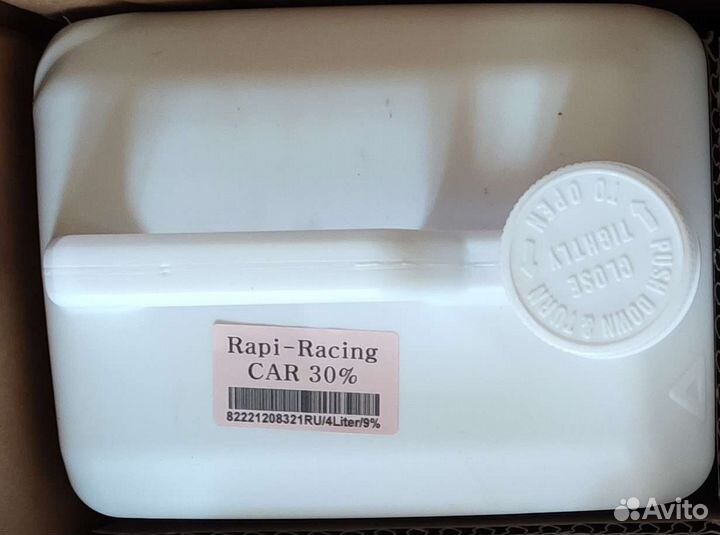 PUSH DOWN & TURN
TO OPEN
CLOSE
TIGHTLY
Rapi-Racing
CAR 30%
82221208321RU/4Liter/9%
Avito